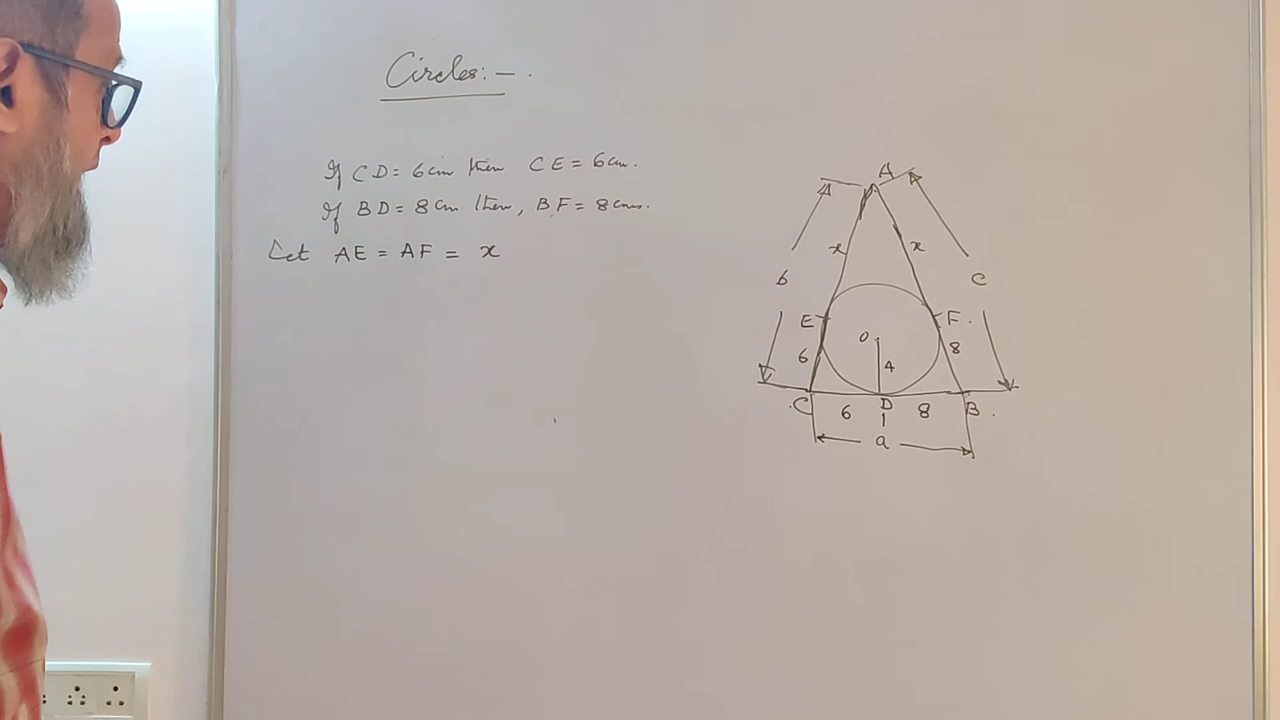 Circles:-.
If CD = 6cm then CE = 6cm.
If BD = 8cm then, BF = 8cms.
Let AE = AF = x
A
x x
b c
E F.
O
6 4 8
C 6 D 8 B.
a